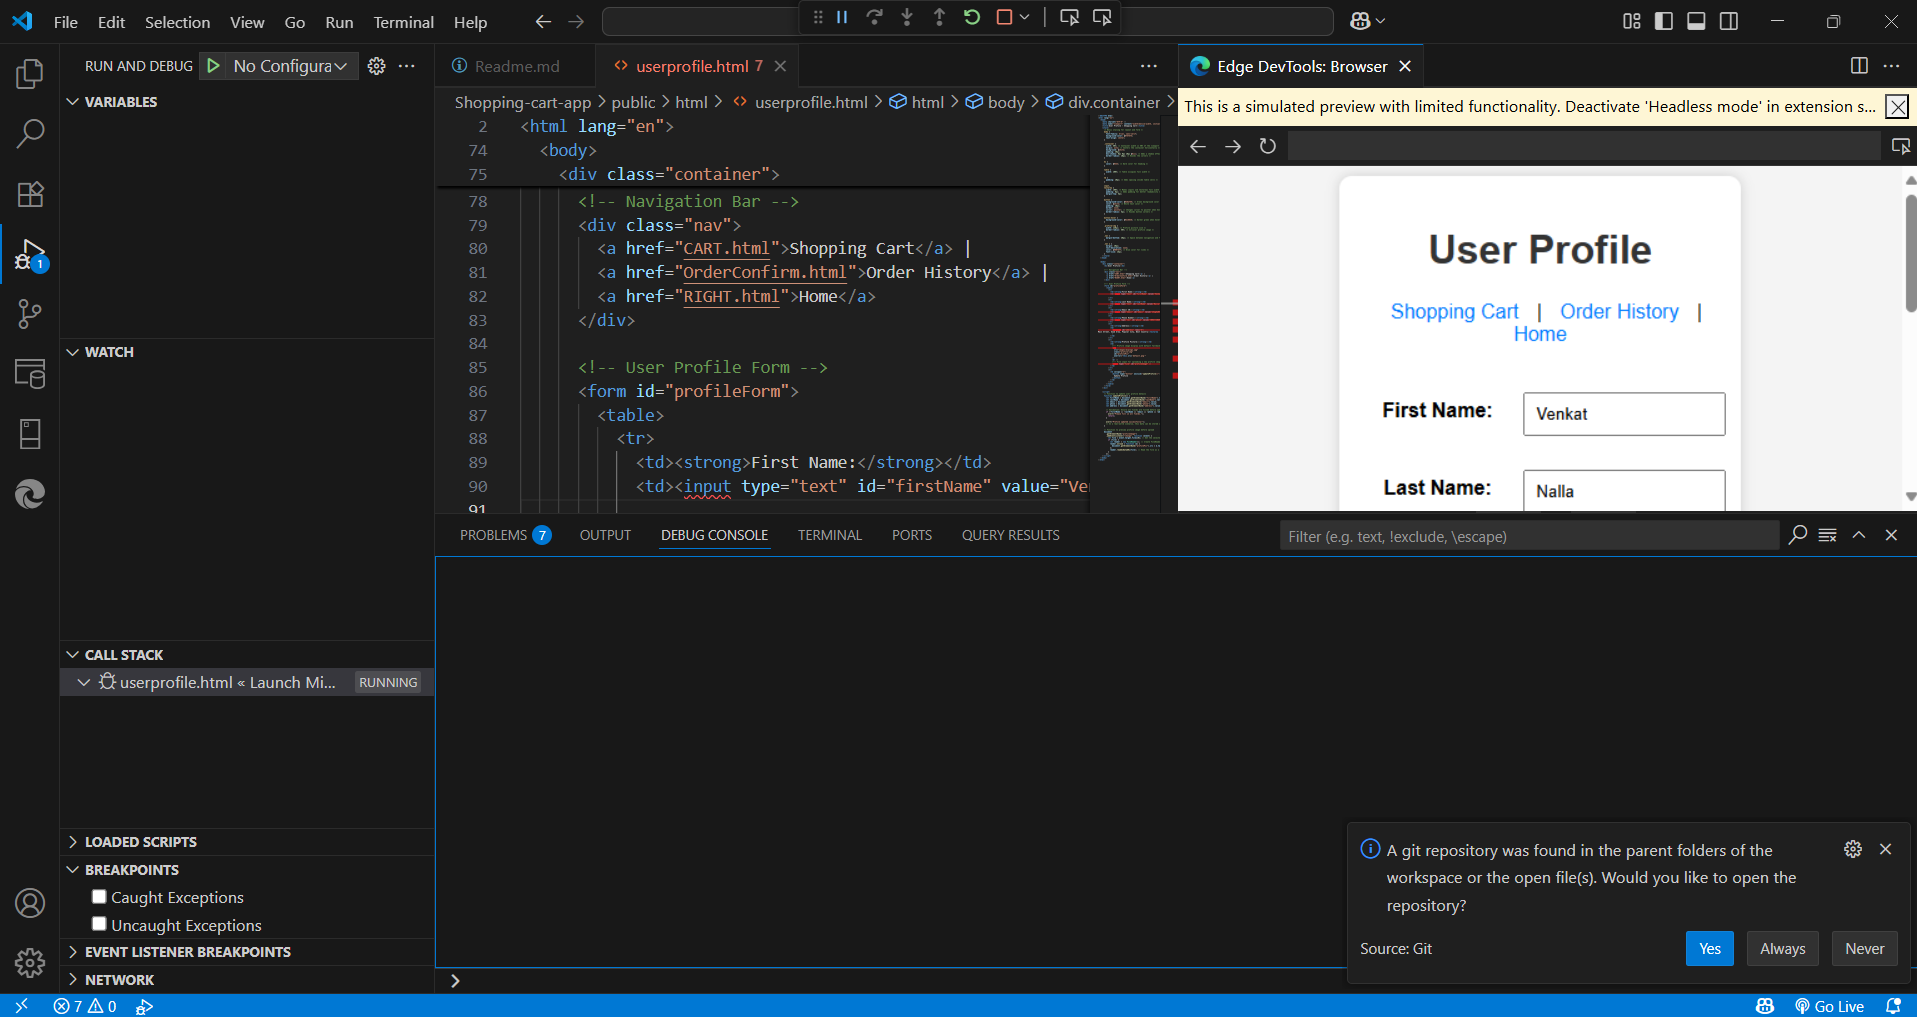 File Edit Selection View Go Run Terminal Help
RUN AND DEBUG No Configura
VARIABLES
WATCH
CALL STACK
userprofile.html « Launch Mi... RUNNING
LOADED SCRIPTS
BREAKPOINTS
Caught Exceptions
Uncaught Exceptions
EVENT LISTENER BREAKPOINTS
NETWORK
1
Readme.md
userprofile.html 7
Shopping-cart-app > public > html > userprofile.html > html > body > div.container >
2 <html lang="en">
74 <body>
75 <div class="container">
78 <!-- Navigation Bar -->
79 <div class="nav">
80 <a href="CART.html">Shopping Cart</a> |
81 <a href="OrderConfirm.html">Order History</a> |
82 <a href="RIGHT.html">Home</a>
83 </div>
84
85 <!-- User Profile Form -->
86 <form id="profileForm">
87 <table>
88 <tr>
89 <td><strong>First Name:</strong></td>
90 <td><input type="text" id="firstName" value="Ve
91
Edge DevTools: Browser
This is a simulated preview with limited functionality. Deactivate 'Headless mode' in extension s...
User Profile
Shopping Cart | Order History |
Home
First Name: Venkat
Last Name: Nalla
PROBLEMS 7 OUTPUT DEBUG CONSOLE TERMINAL PORTS QUERY RESULTS
Filter (e.g. text, !exclude, \escape)
A git repository was found in the parent folders of the
workspace or the open file(s). Would you like to open the
repository?
Source: Git Yes Always Never
7 0
Go Live